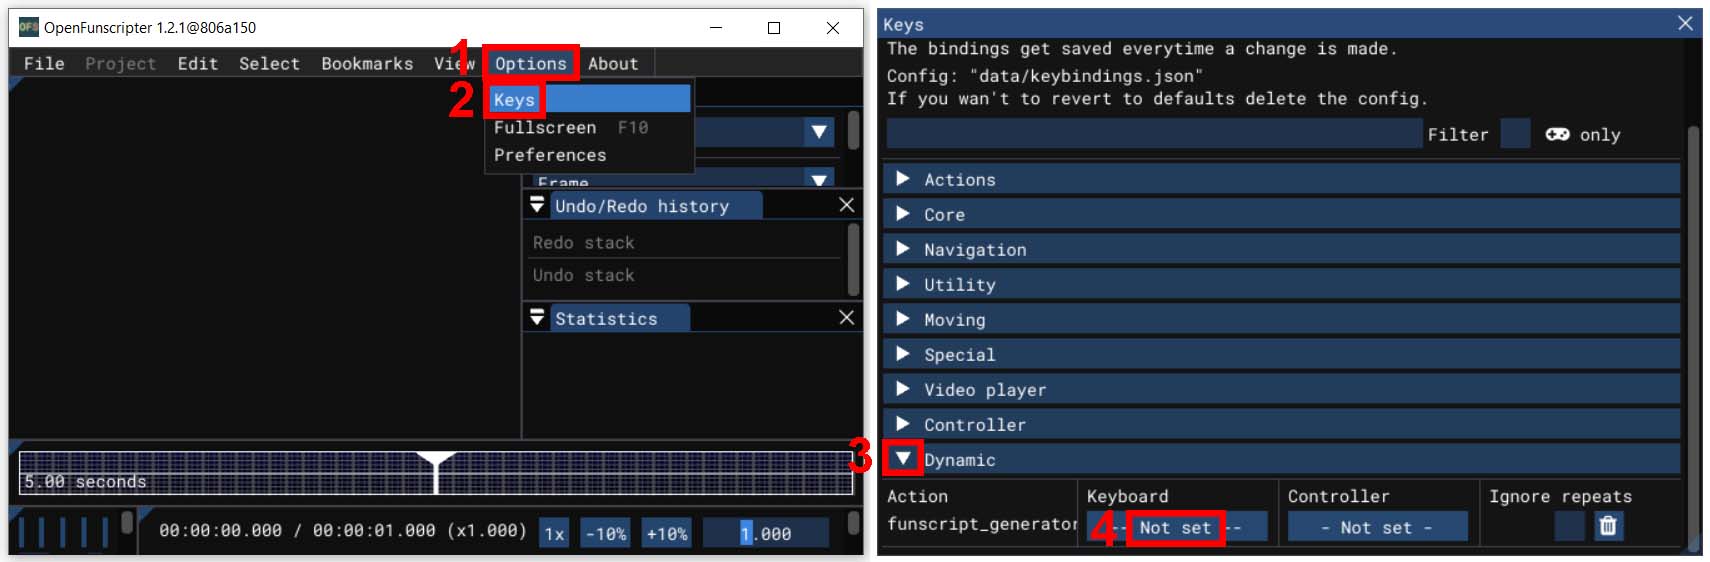 OFS OpenFunscripter 1.2.1@806a150
File Project Edit Select Bookmarks View 1 Options About
2 Keys
Fullscreen F10
Preferences
Frame
Undo/Redo history
Redo stack
Undo stack
Statistics
5.00 seconds
00:00:00.000 / 00:00:01.000 (x1.000) 1x -10% +10% 1.000
Keys
The bindings get saved everytime a change is made.
Config: "data/keybindings.json"
If you wan't to revert to defaults delete the config.
Filter only
Actions
Core
Navigation
Utility
Moving
Special
Video player
Controller
3 Dynamic
Action Keyboard Controller Ignore repeats
funscript_generator 4 -- Not set -- - Not set -